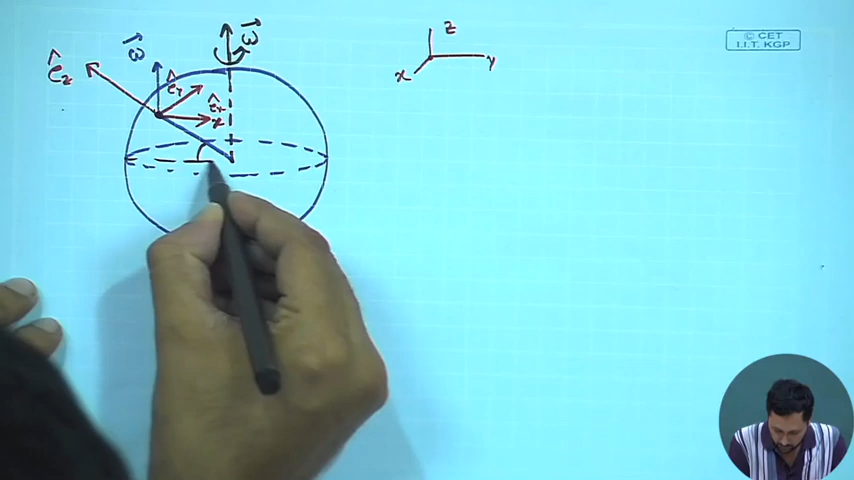 © CET
I.I.T. KGP
z
y
x
ω⃗
ω⃗
ê_z
ê_y
ê_x
x